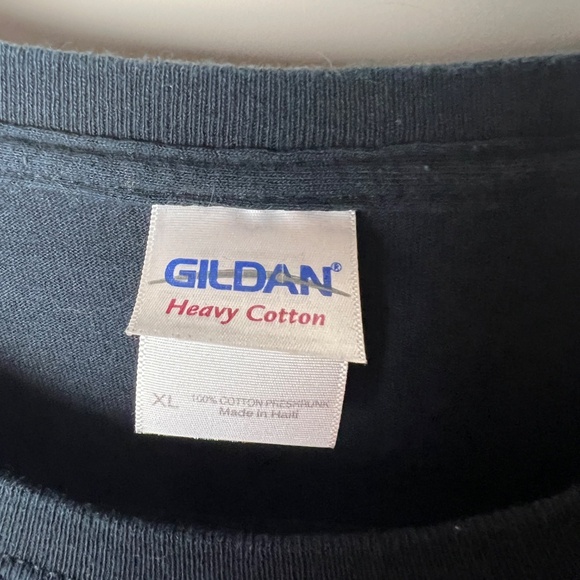 GILDAN®
Heavy Cotton
XL 100% COTTON PRESHRUNK
Made in Haiti